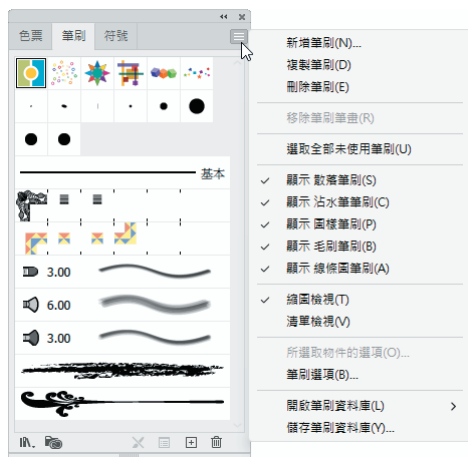 色票 筆刷 符號
基本
3.00
6.00
3.00
新增筆刷(N)...
複製筆刷(D)
刪除筆刷(E)
移除筆刷筆畫(R)
選取全部未使用筆刷(U)
顯示 散落筆刷(S)
顯示 沾水筆筆刷(C)
顯示 圖樣筆刷(P)
顯示 毛刷筆刷(B)
顯示 線條圖筆刷(A)
縮圖檢視(T)
清單檢視(V)
所選取物件的選項(O)...
筆刷選項(B)...
開啟筆刷資料庫(L)
儲存筆刷資料庫(Y)...